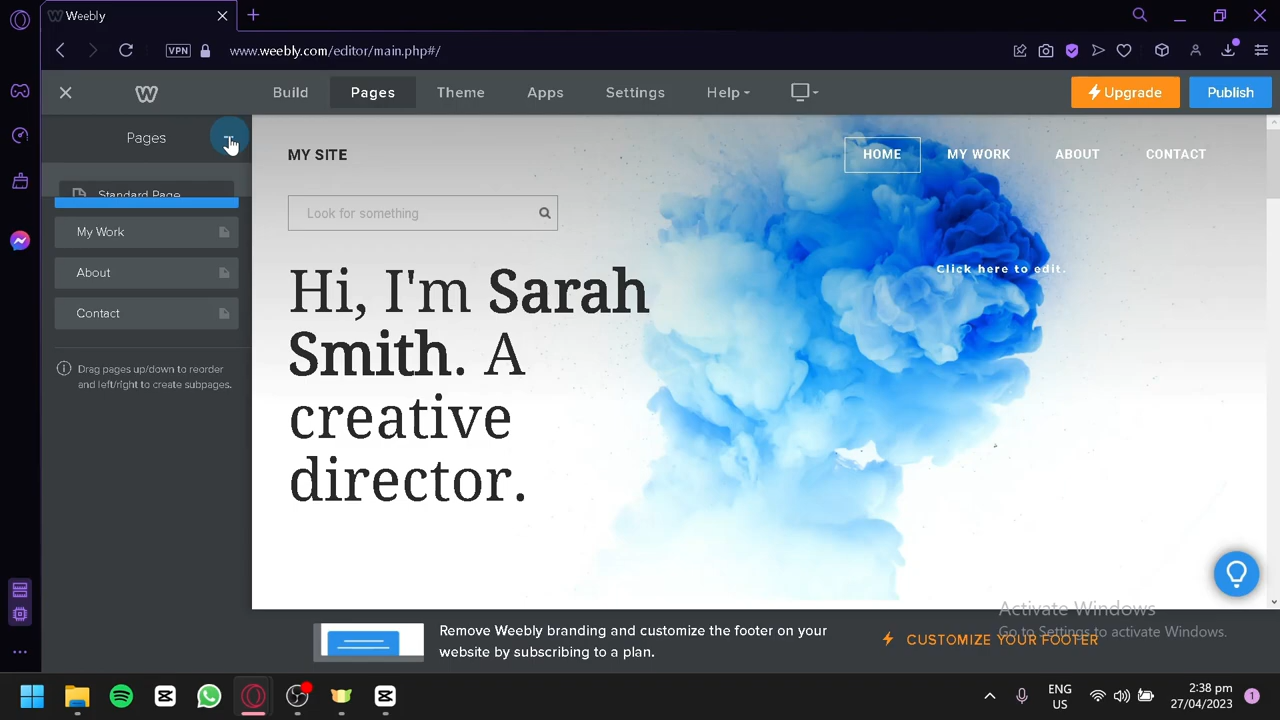 Weebly
VPN
www.weebly.com/editor/main.php#/
Build
Pages
Theme
Apps
Settings
Help
Upgrade
Publish
Pages
Standard Page
My Work
About
Contact
Drag pages up/down to reorder
and left/right to create subpages.
MY SITE
HOME
MY WORK
ABOUT
CONTACT
Look for something
Hi, I'm Sarah
Smith. A
creative
director.
Click here to edit.
Remove Weebly branding and customize the footer on your
website by subscribing to a plan.
CUSTOMIZE YOUR FOOTER
Activate Windows
Go to Settings to activate Windows.
ENG
US
2:38 pm
27/04/2023
1